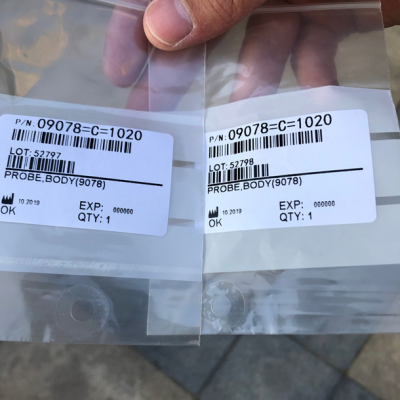 P/N: 09078=C=1020
LOT: 52797
PROBE,BODY(9078)
10.2019
EXP: 000000
OK
QTY: 1
P/N: 09078=C=1020
LOT: 52798
PROBE,BODY(9078)
10.2019
EXP: 000000
OK
QTY: 1